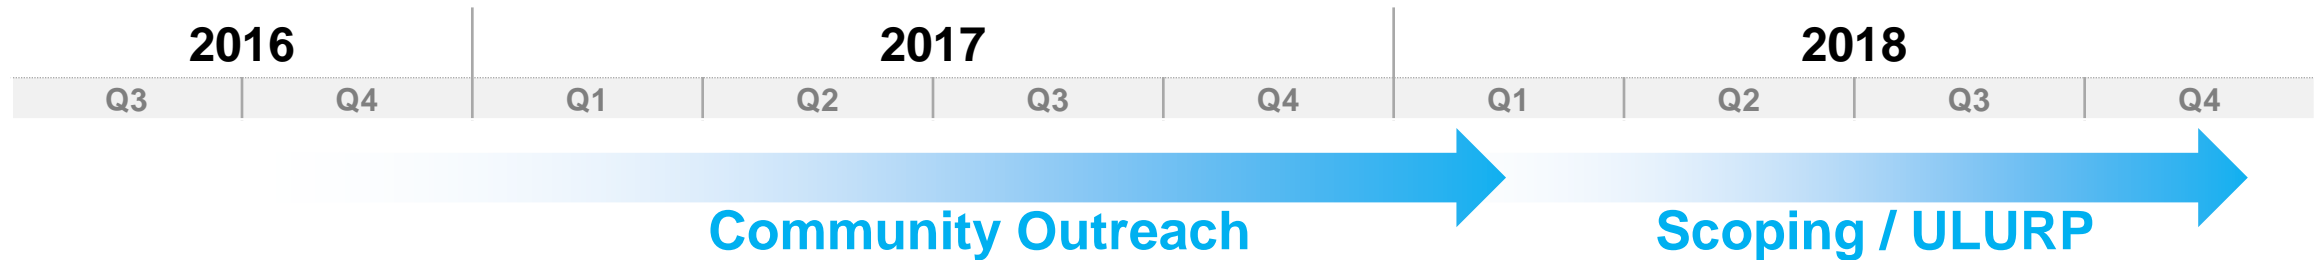 2016 2017 2018
Q3 Q4 Q1 Q2 Q3 Q4 Q1 Q2 Q3 Q4
Community Outreach Scoping / ULURP